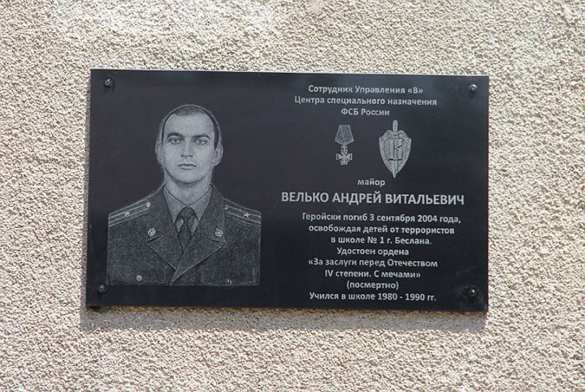 Сотрудник Управления «В»
Центра специального назначения
ФСБ России
майор
ВЕЛЬКО АНДРЕЙ ВИТАЛЬЕВИЧ
Геройски погиб 3 сентября 2004 года,
освобождая детей от террористов
в школе № 1 г. Беслана.
Удостоен ордена
«За заслуги перед Отечеством
IV степени. С мечами»
(посмертно)
Учился в школе 1980 - 1990 гг.